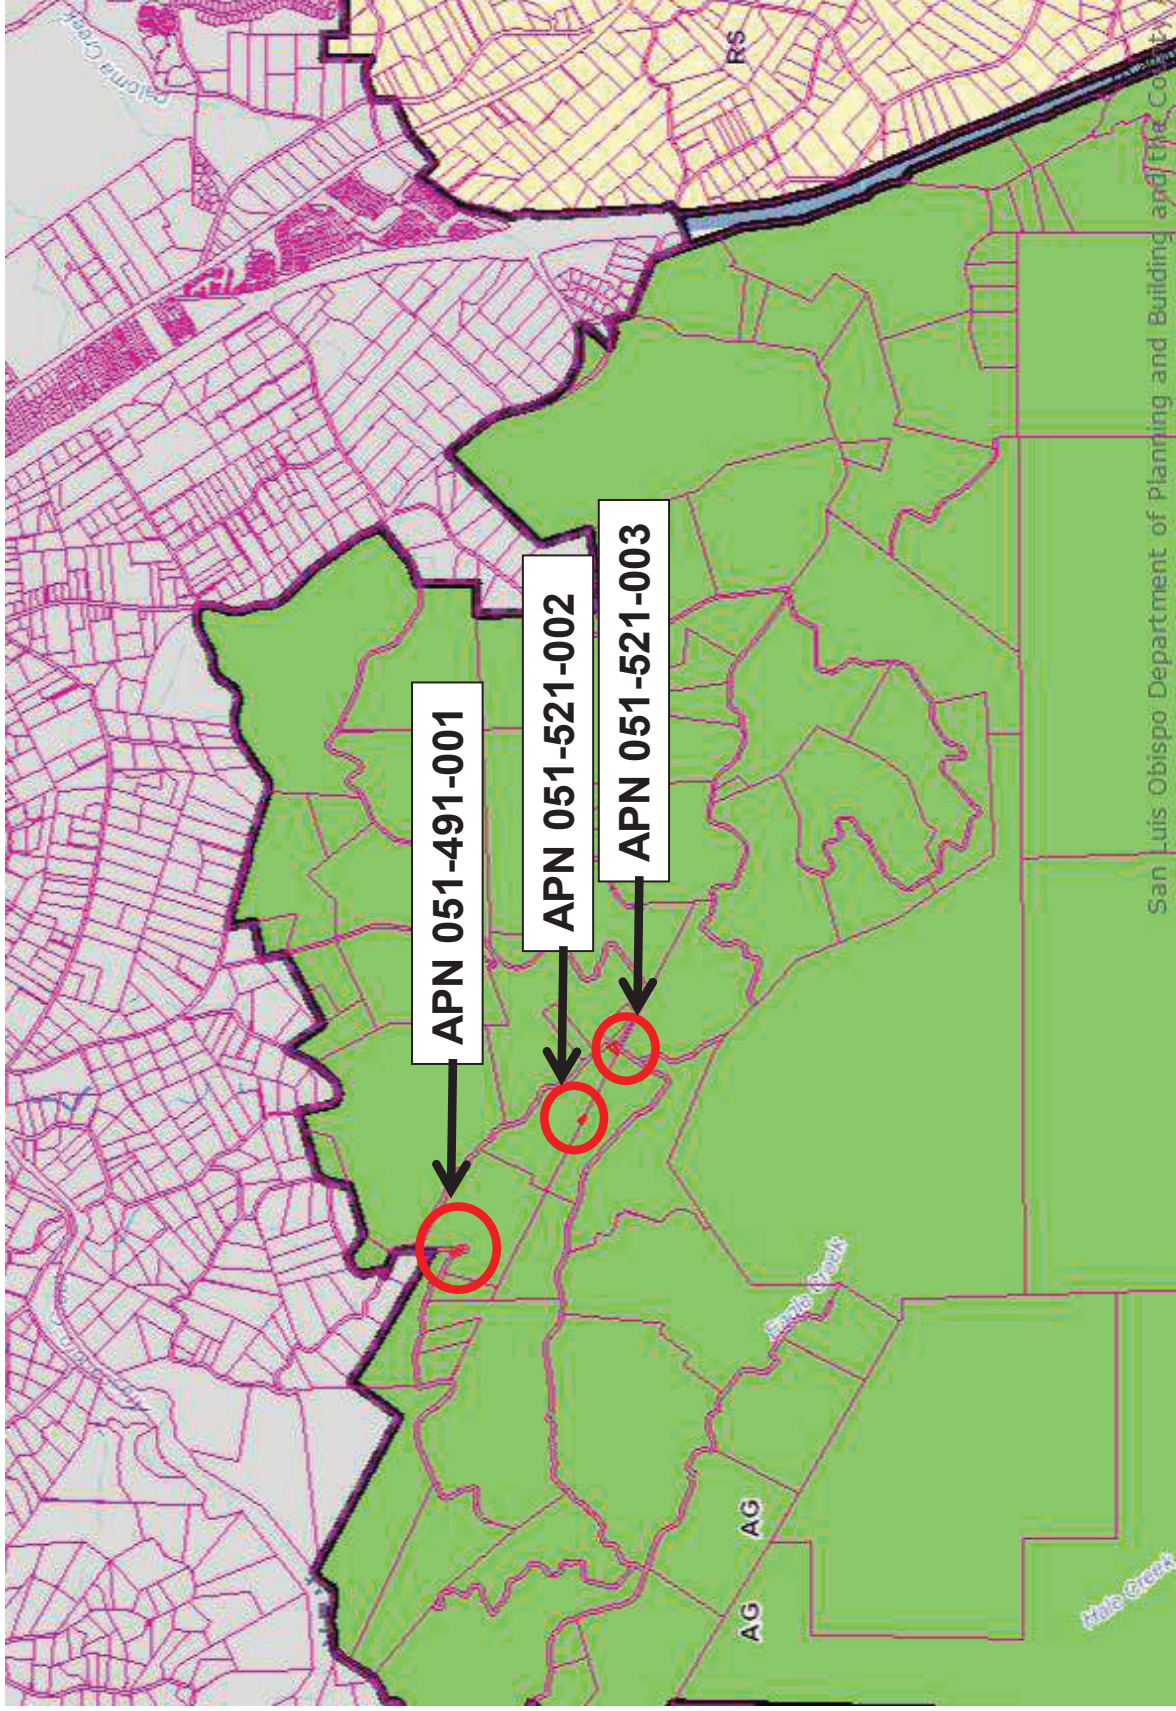 Paloma Creek
RS
APN 051-491-001
APN 051-521-002
APN 051-521-003
Eagle Creek
AG
AG
Hale Creek
San Luis Obispo Department of Planning and Building and the County